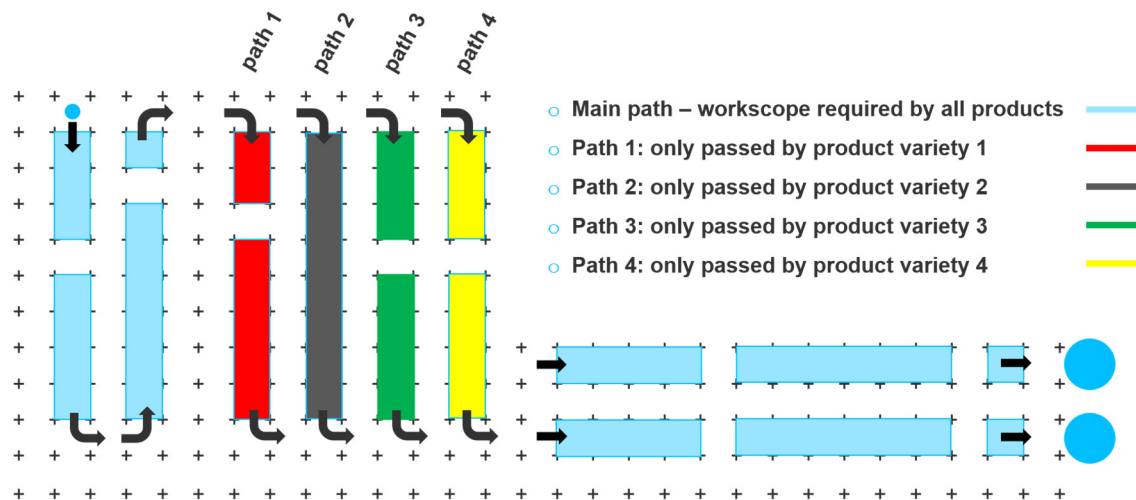 path 1
path 2
path 3
path 4
Main path – workscope required by all products
Path 1: only passed by product variety 1
Path 2: only passed by product variety 2
Path 3: only passed by product variety 3
Path 4: only passed by product variety 4